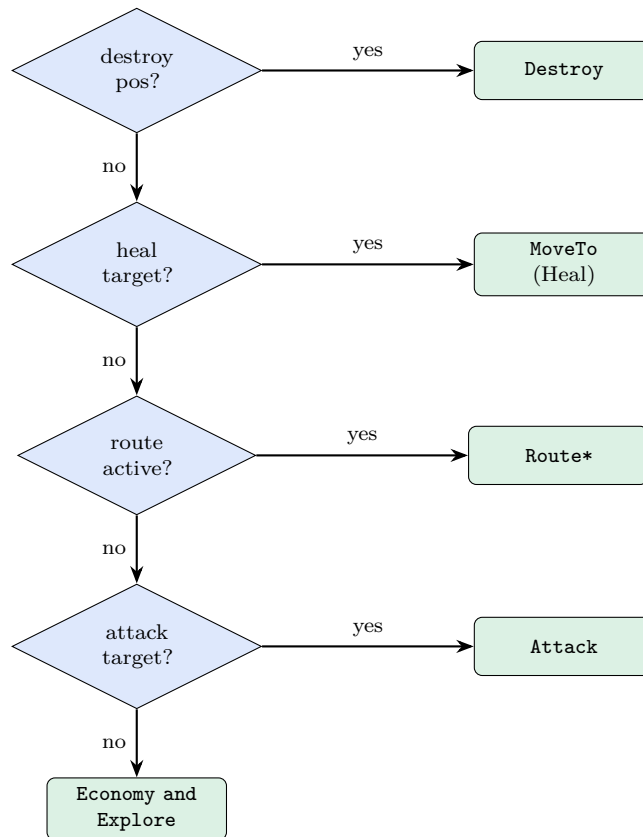 destroy
pos?
yes
Destroy
no
heal
target?
yes
MoveTo
(Heal)
no
route
active?
yes
Route*
no
attack
target?
yes
Attack
no
Economy and
Explore